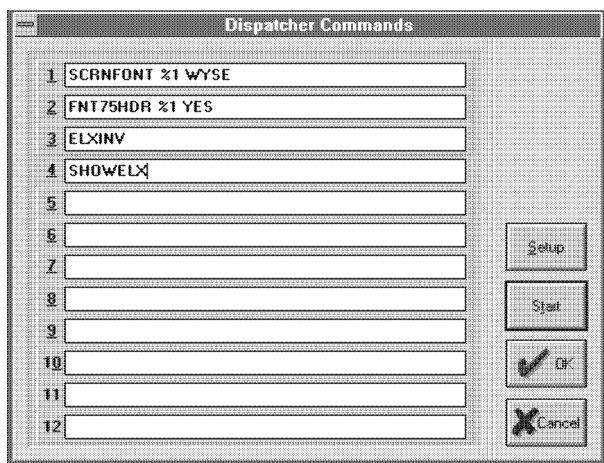 Dispatcher Commands
1 SCRNFONT %1 WYSE
2 FNT75HDR %1 YES
3 ELXINV
4 SHOWELX
5
6
7
8
9
10
11
12
Setup
Start
OK
Cancel